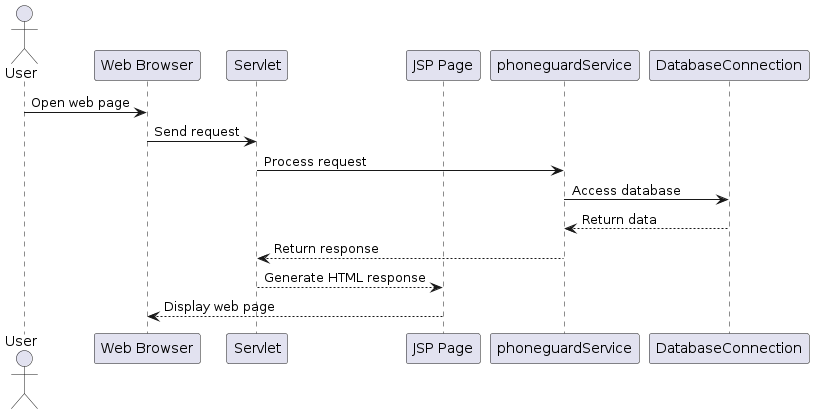 User
Web Browser
Servlet
JSP Page
phoneguardService
DatabaseConnection
Open web page
Send request
Process request
Access database
Return data
Return response
Generate HTML response
Display web page
User
Web Browser
Servlet
JSP Page
phoneguardService
DatabaseConnection